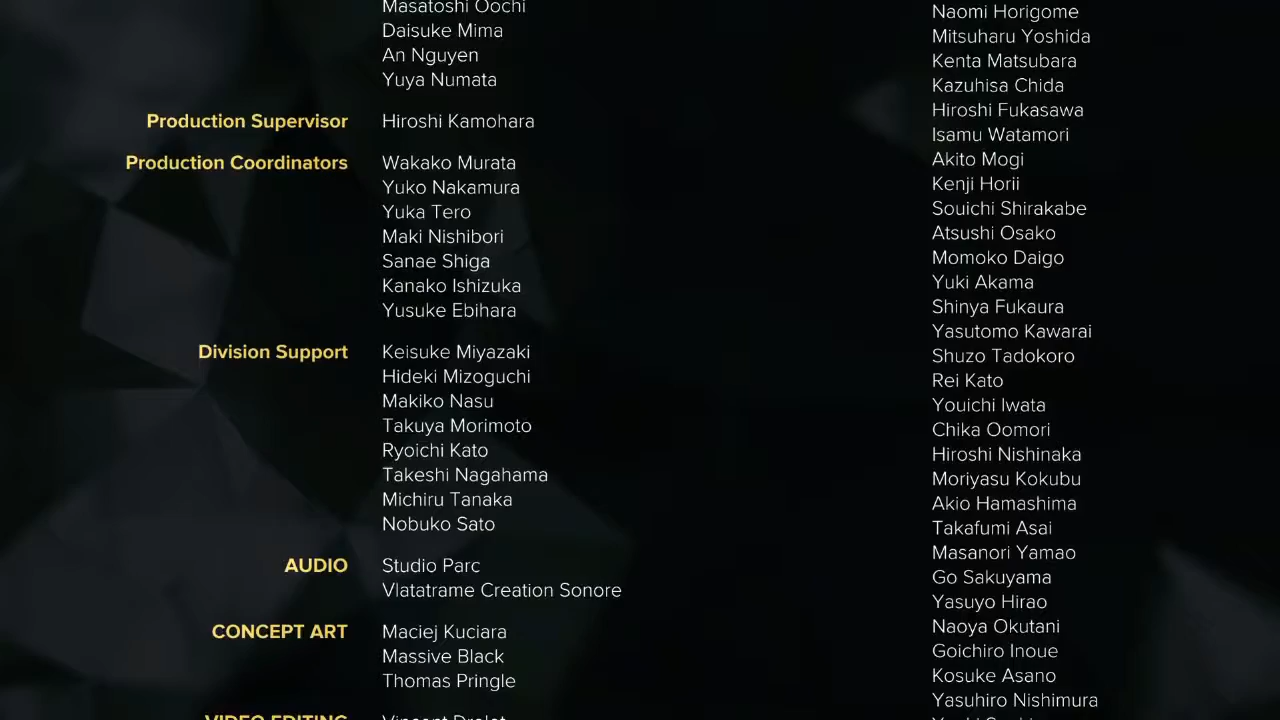 Masatoshi Oochi
Daisuke Mima
An Nguyen
Yuya Numata
Production Supervisor Hiroshi Kamohara
Production Coordinators Wakako Murata
Yuko Nakamura
Yuka Tero
Maki Nishibori
Sanae Shiga
Kanako Ishizuka
Yusuke Ebihara
Division Support Keisuke Miyazaki
Hideki Mizoguchi
Makiko Nasu
Takuya Morimoto
Ryoichi Kato
Takeshi Nagahama
Michiru Tanaka
Nobuko Sato
AUDIO Studio Parc
Vlatatrame Creation Sonore
CONCEPT ART Maciej Kuciara
Massive Black
Thomas Pringle
VIDEO EDITING Vincent Drolet
Naomi Horigome
Mitsuharu Yoshida
Kenta Matsubara
Kazuhisa Chida
Hiroshi Fukasawa
Isamu Watamori
Akito Mogi
Kenji Horii
Souichi Shirakabe
Atsushi Osako
Momoko Daigo
Yuki Akama
Shinya Fukaura
Yasutomo Kawarai
Shuzo Tadokoro
Rei Kato
Youichi Iwata
Chika Oomori
Hiroshi Nishinaka
Moriyasu Kokubu
Akio Hamashima
Takafumi Asai
Masanori Yamao
Go Sakuyama
Yasuyo Hirao
Naoya Okutani
Goichiro Inoue
Kosuke Asano
Yasuhiro Nishimura